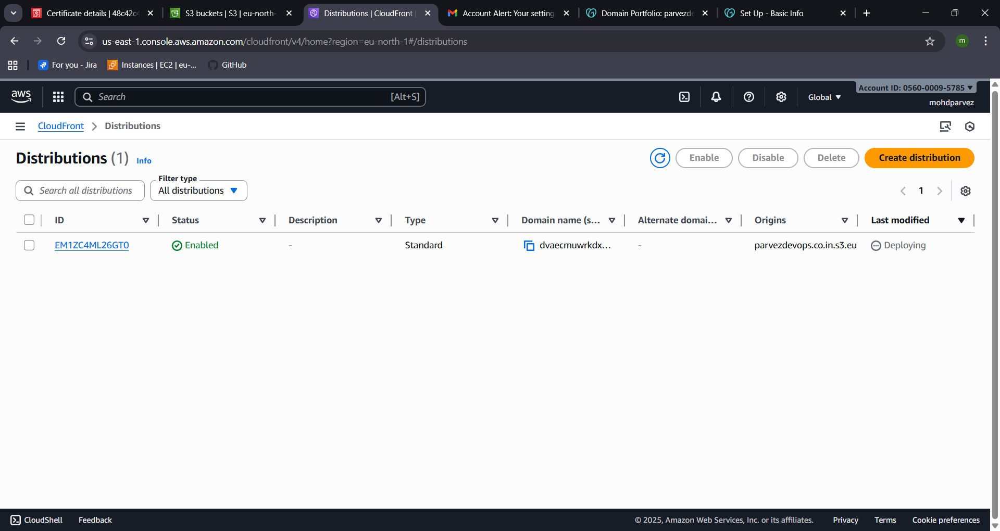 Certificate details | 48c42c4
S3 buckets | S3 | eu-north-
Distributions | CloudFront |
Account Alert: Your setting
Domain Portfolio: parvezde
Set Up - Basic Info
us-east-1.console.aws.amazon.com/cloudfront/v4/home?region=eu-north-1#/distributions
m
For you - Jira
Instances | EC2 | eu-...
GitHub
aws
Search
[Alt+S]
Global
Account ID: 0560-0009-5785
mohdparvez
CloudFront
Distributions
Distributions (1)
Info
Enable
Disable
Delete
Create distribution
Search all distributions
Filter type
All distributions
1
ID
Status
Description
Type
Domain name (s...
Alternate domai...
Origins
Last modified
EM1ZC4ML26GT0
Enabled
-
Standard
dvaecmuwrkdx...
-
parvezdevops.co.in.s3.eu
Deploying
CloudShell
Feedback
© 2025, Amazon Web Services, Inc. or its affiliates.
Privacy
Terms
Cookie preferences